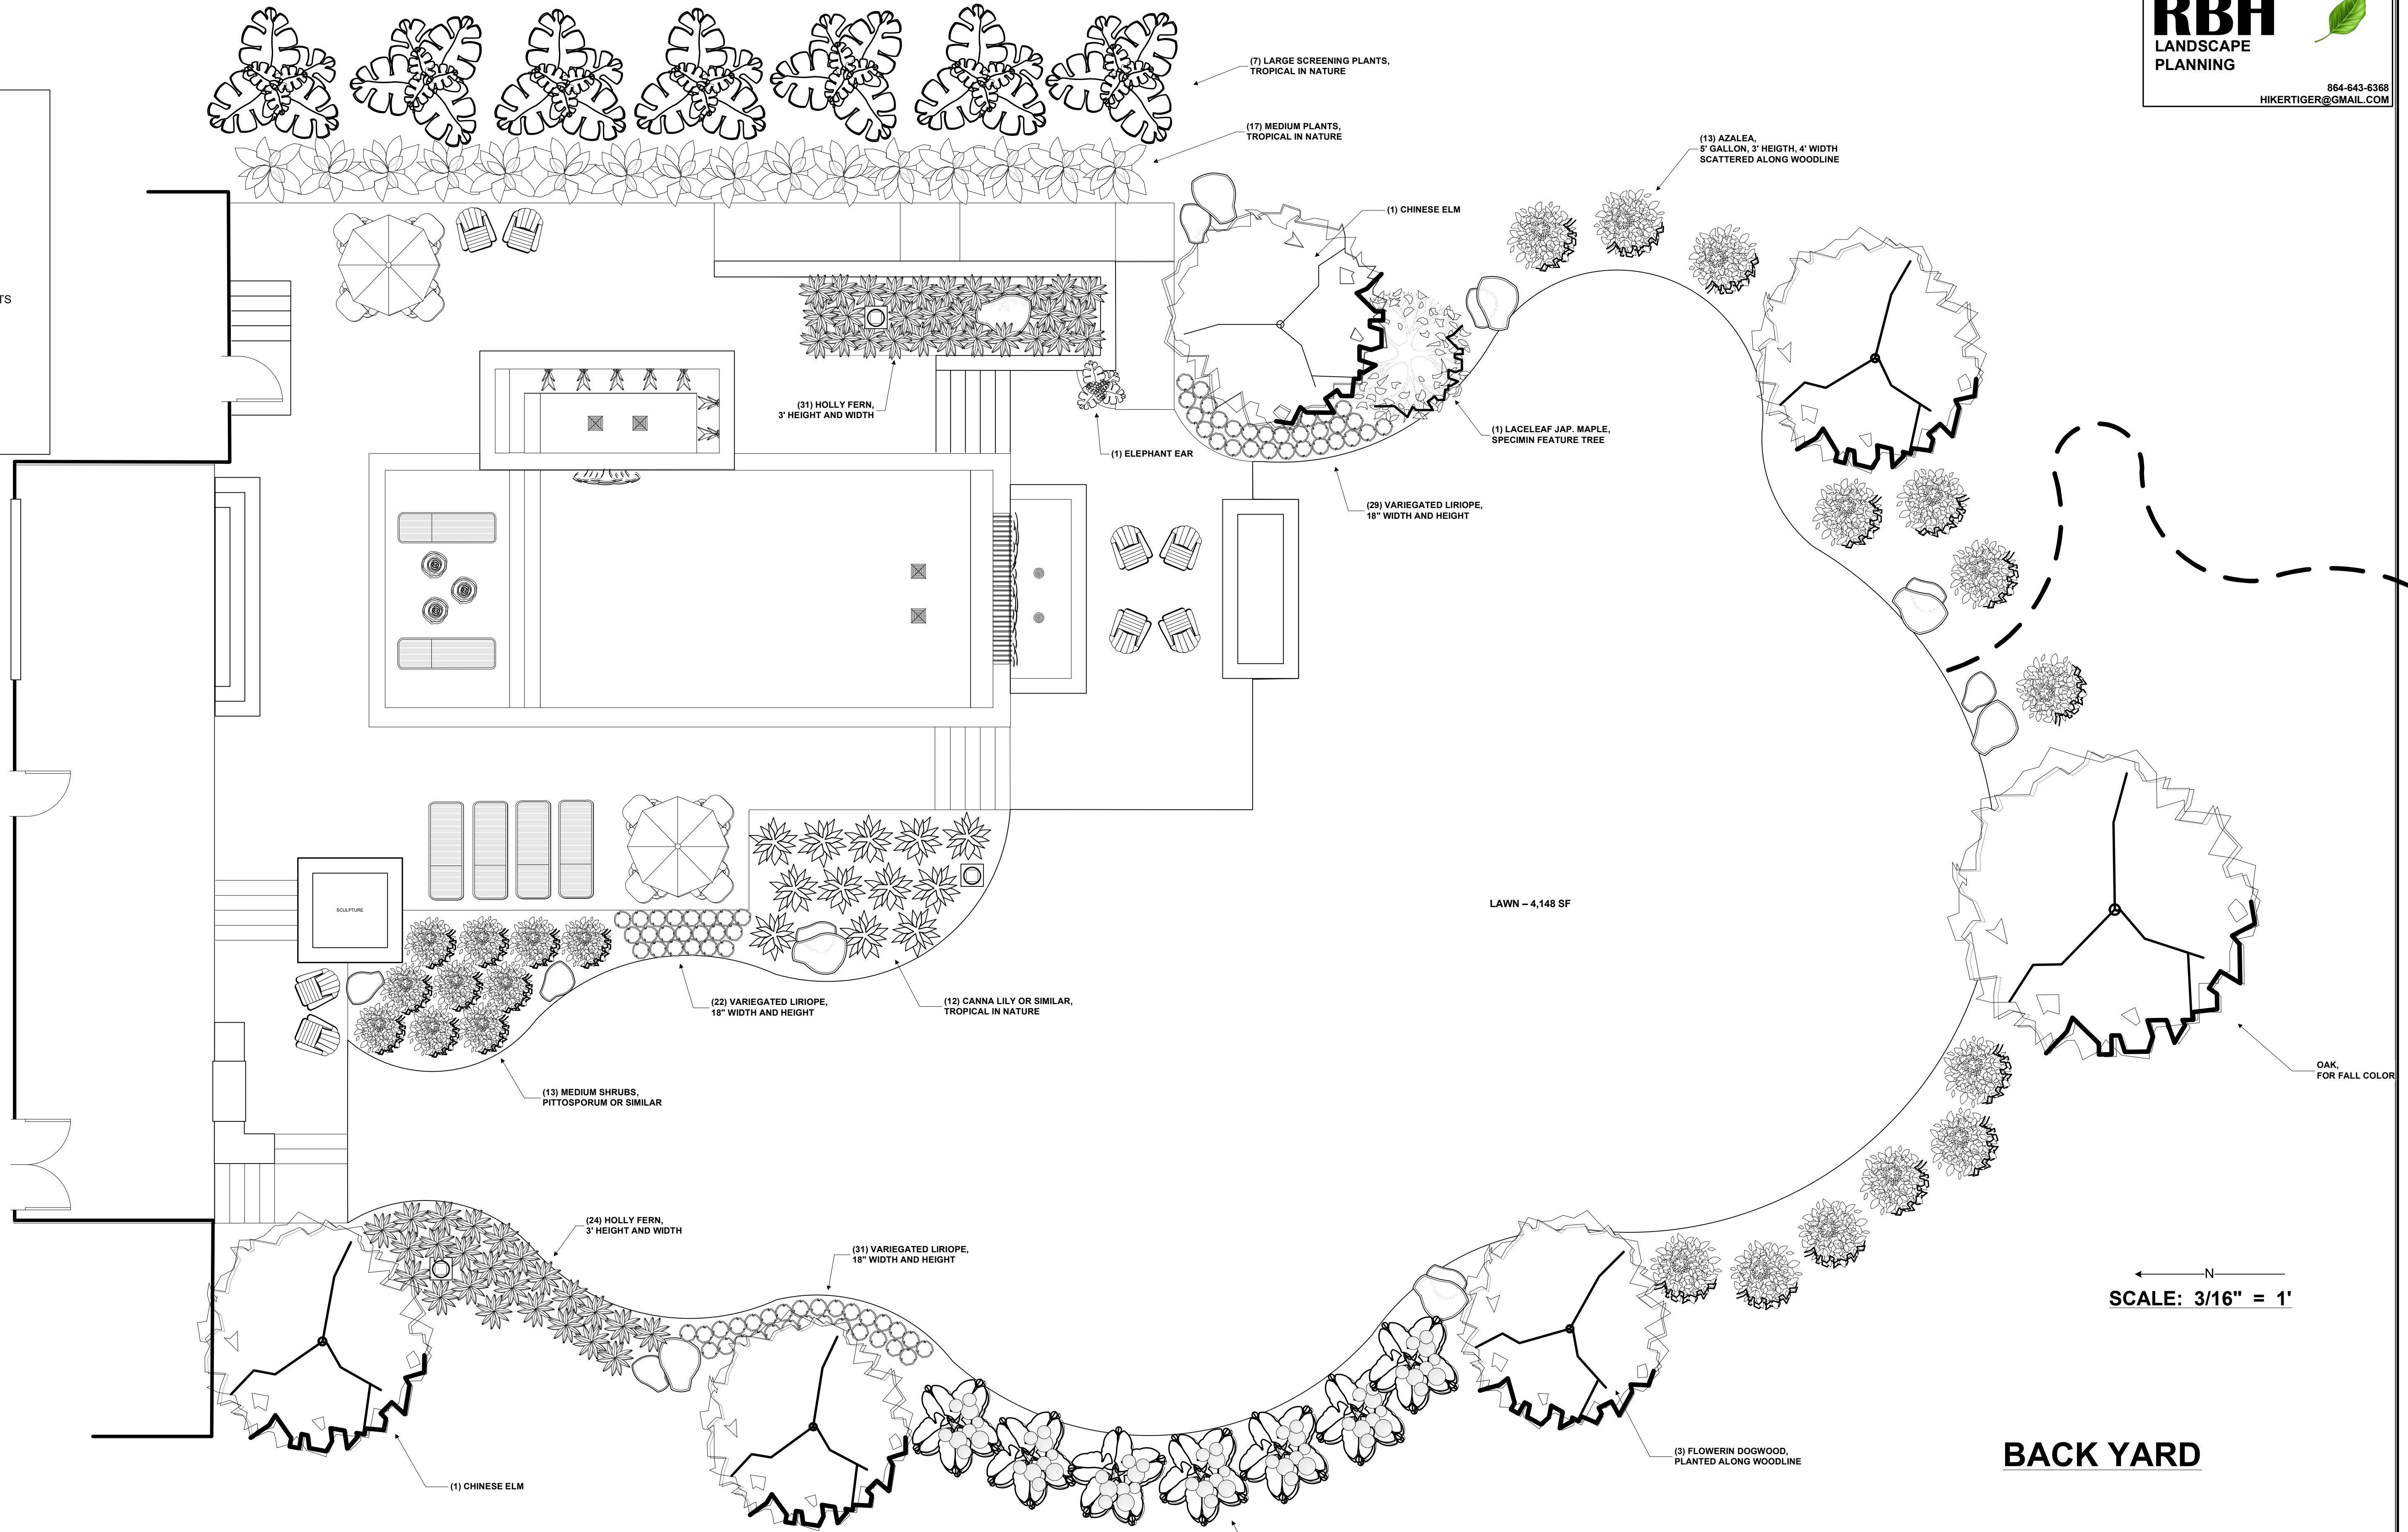 RBH
LANDSCAPE
PLANNING
864-643-6368
HIKERTIGER@GMAIL.COM
(7) LARGE SCREENING PLANTS,
TROPICAL IN NATURE
(17) MEDIUM PLANTS,
TROPICAL IN NATURE
(13) AZALEA,
5' GALLON, 3' HEIGTH, 4' WIDTH
SCATTERED ALONG WOODLINE
(1) CHINESE ELM
TS
(31) HOLLY FERN,
3' HEIGHT AND WIDTH
(1) ELEPHANT EAR
(1) LACELEAF JAP. MAPLE,
SPECIMIN FEATURE TREE
(29) VARIEGATED LIRIOPE,
18" WIDTH AND HEIGHT
SCULPTURE
LAWN – 4,148 SF
(22) VARIEGATED LIRIOPE,
18" WIDTH AND HEIGHT
(12) CANNA LILY OR SIMILAR,
TROPICAL IN NATURE
(13) MEDIUM SHRUBS,
PITTOSPORUM OR SIMILAR
OAK,
FOR FALL COLOR
(24) HOLLY FERN,
3' HEIGHT AND WIDTH
(31) VARIEGATED LIRIOPE,
18" WIDTH AND HEIGHT
N
SCALE: 3/16" = 1'
(3) FLOWERIN DOGWOOD,
PLANTED ALONG WOODLINE
BACK YARD
(1) CHINESE ELM